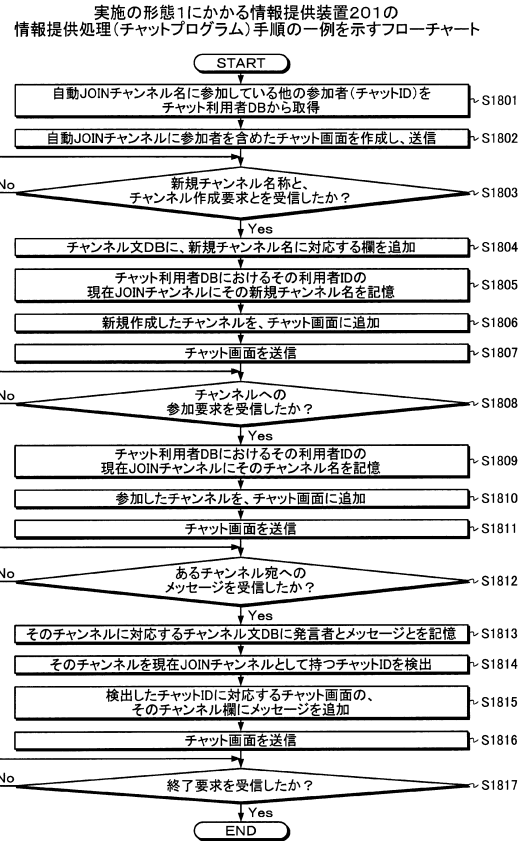 実施の形態1にかかる情報提供装置201の
情報提供処理(チャットプログラム)手順の一例を示すフローチャート
START
自動JOINチャンネル名に参加している他の参加者(チャットID)を
チャット利用者DBから取得
S1801
自動JOINチャンネルに参加者を含めたチャット画面を作成し、送信
S1802
No
新規チャンネル名称と、
チャンネル作成要求とを受信したか?
S1803
Yes
チャンネル文DBに、新規チャンネル名に対応する欄を追加
S1804
チャット利用者DBにおけるその利用者IDの
現在JOINチャンネルにその新規チャンネル名を記憶
S1805
新規作成したチャンネルを、チャット画面に追加
S1806
チャット画面を送信
S1807
No
チャンネルへの
参加要求を受信したか?
S1808
Yes
チャット利用者DBにおけるその利用者IDの
現在JOINチャンネルにそのチャンネル名を記憶
S1809
参加したチャンネルを、チャット画面に追加
S1810
チャット画面を送信
S1811
No
あるチャンネル宛への
メッセージを受信したか?
S1812
Yes
そのチャンネルに対応するチャンネル文DBに発言者とメッセージとを記憶
S1813
そのチャンネルを現在JOINチャンネルとして持つチャットIDを検出
S1814
検出したチャットIDに対応するチャット画面の、
そのチャンネル欄にメッセージを追加
S1815
チャット画面を送信
S1816
No
終了要求を受信したか?
S1817
Yes
END